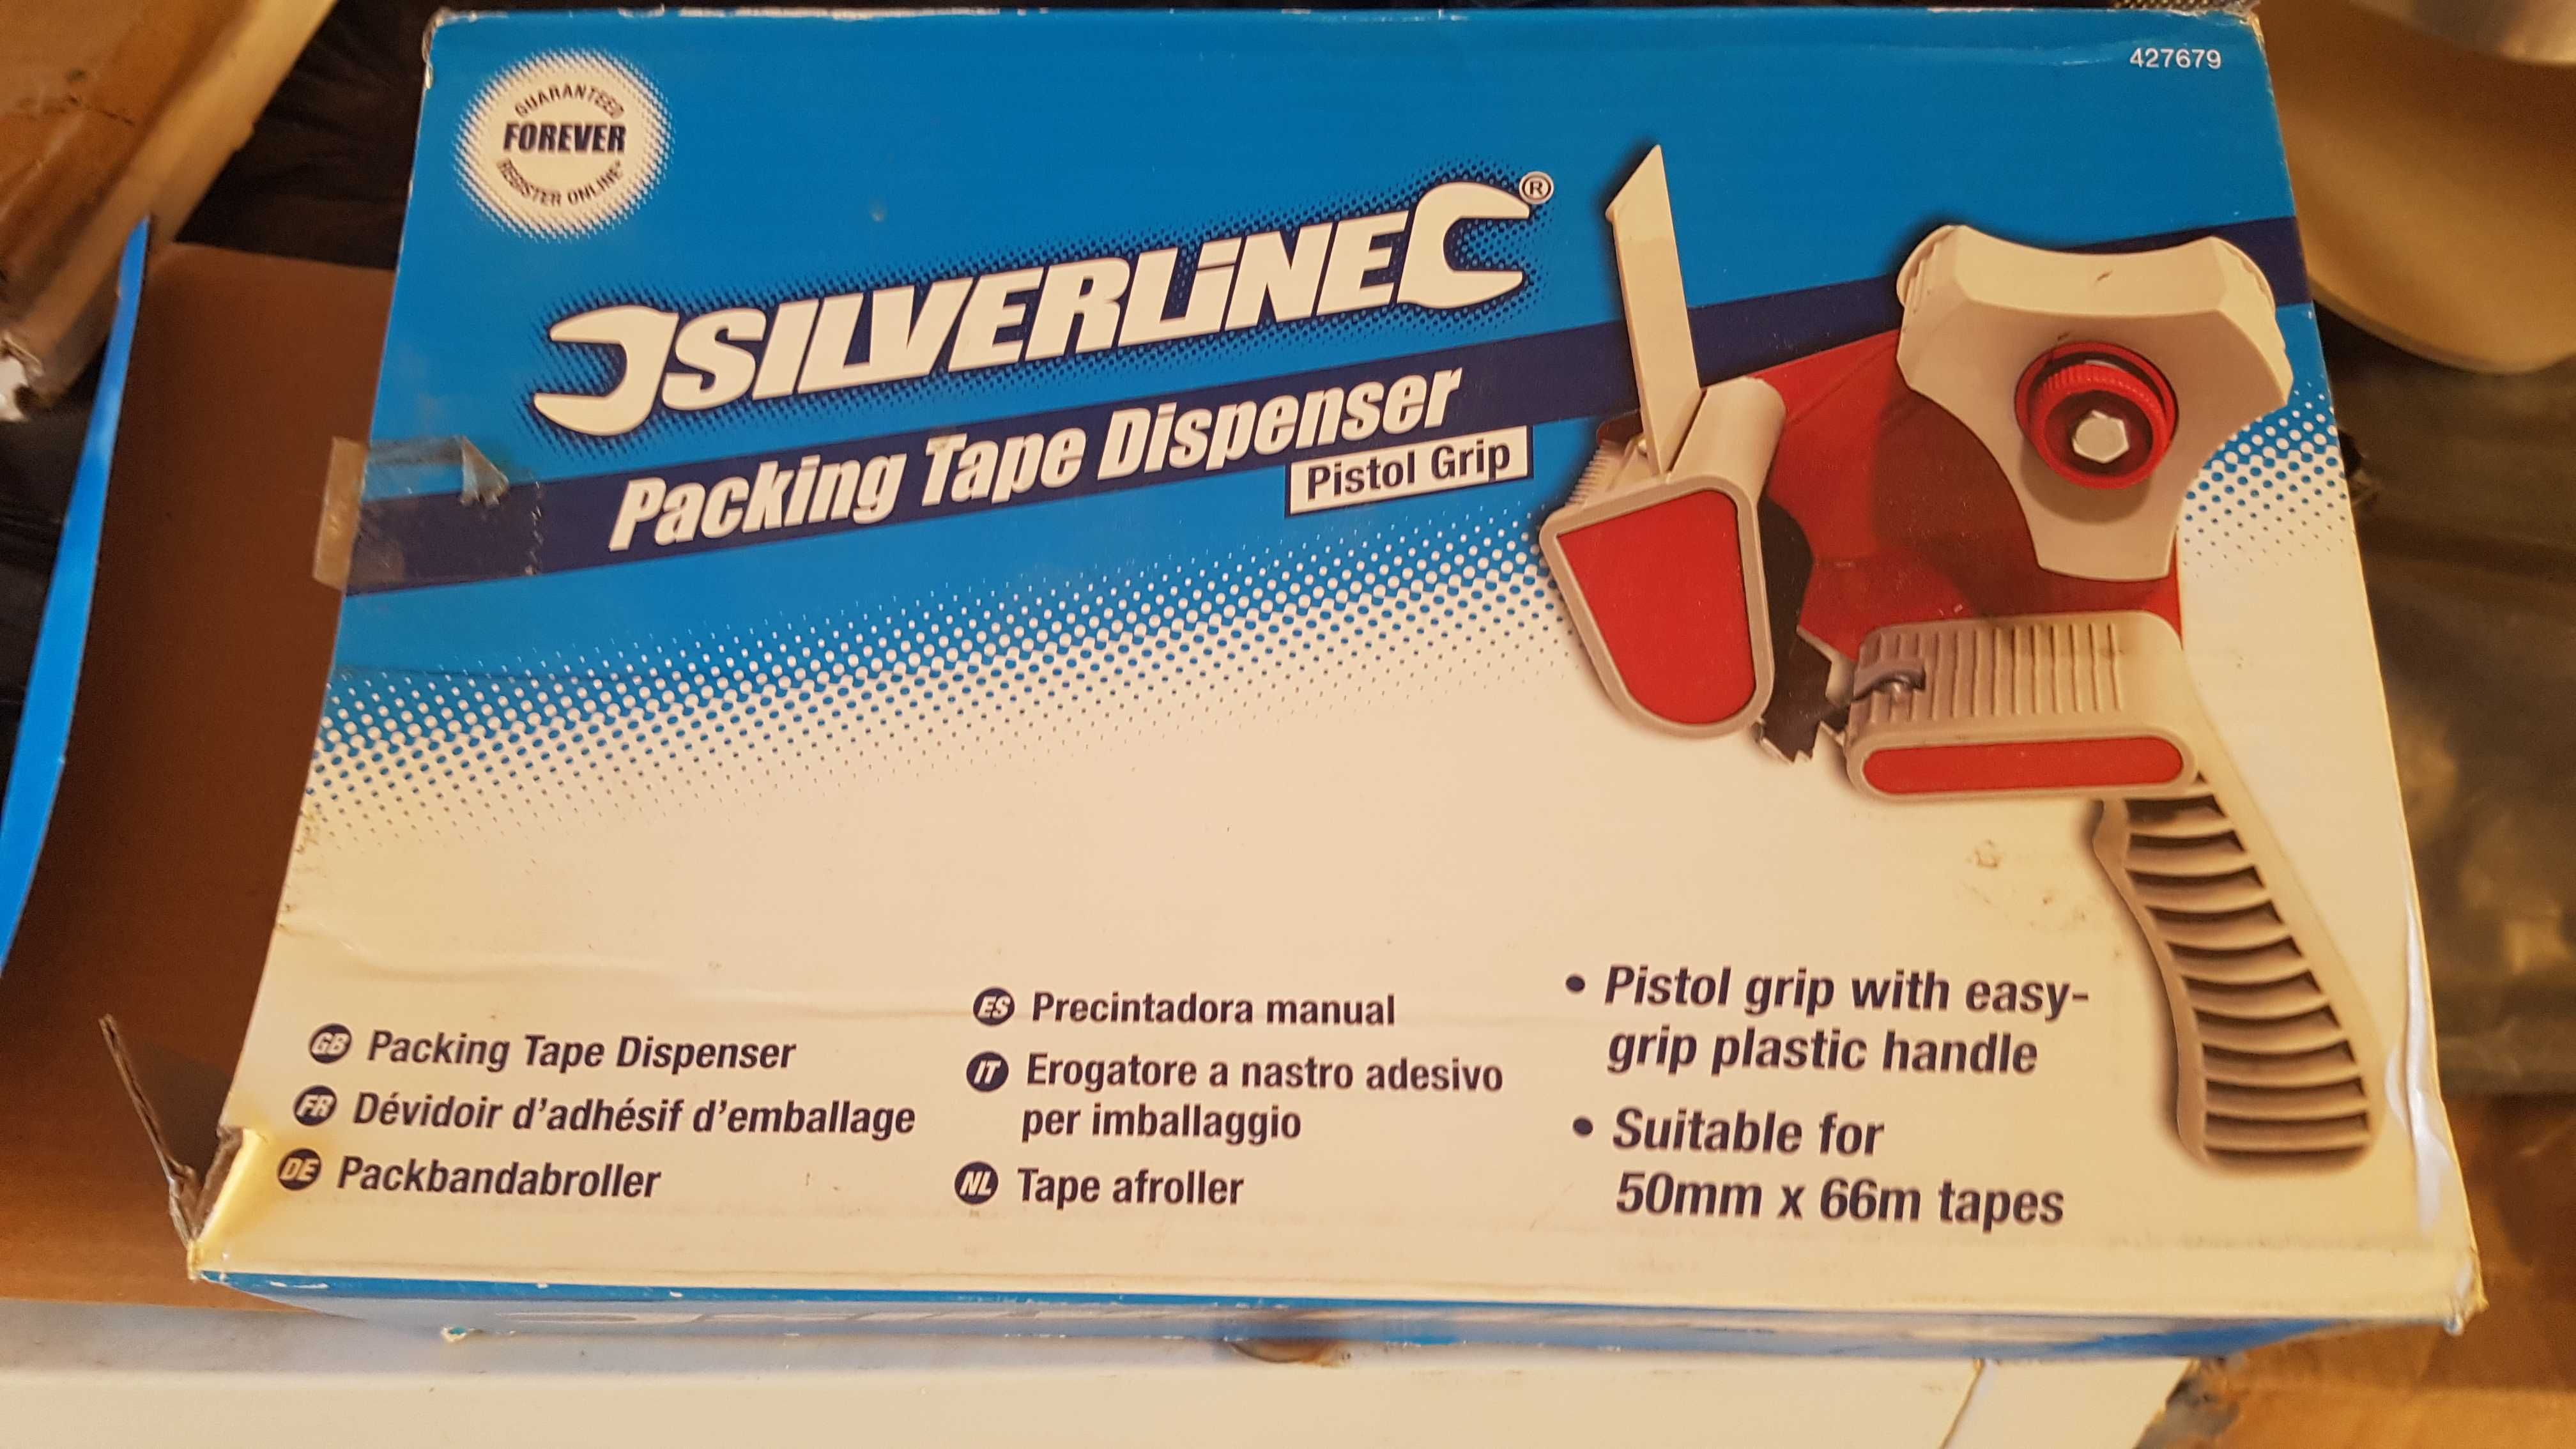 427679
GUARANTEED
FOREVER
REGISTER ONLINE*
SILVERLINE®
Packing Tape Dispenser
Pistol Grip
GB Packing Tape Dispenser
FR Dévidoir d'adhésif d'emballage
DE Packbandabroller
ES Precintadora manual
IT Erogatore a nastro adesivo
per imballaggio
NL Tape afroller
• Pistol grip with easy-
grip plastic handle
• Suitable for
50mm x 66m tapes